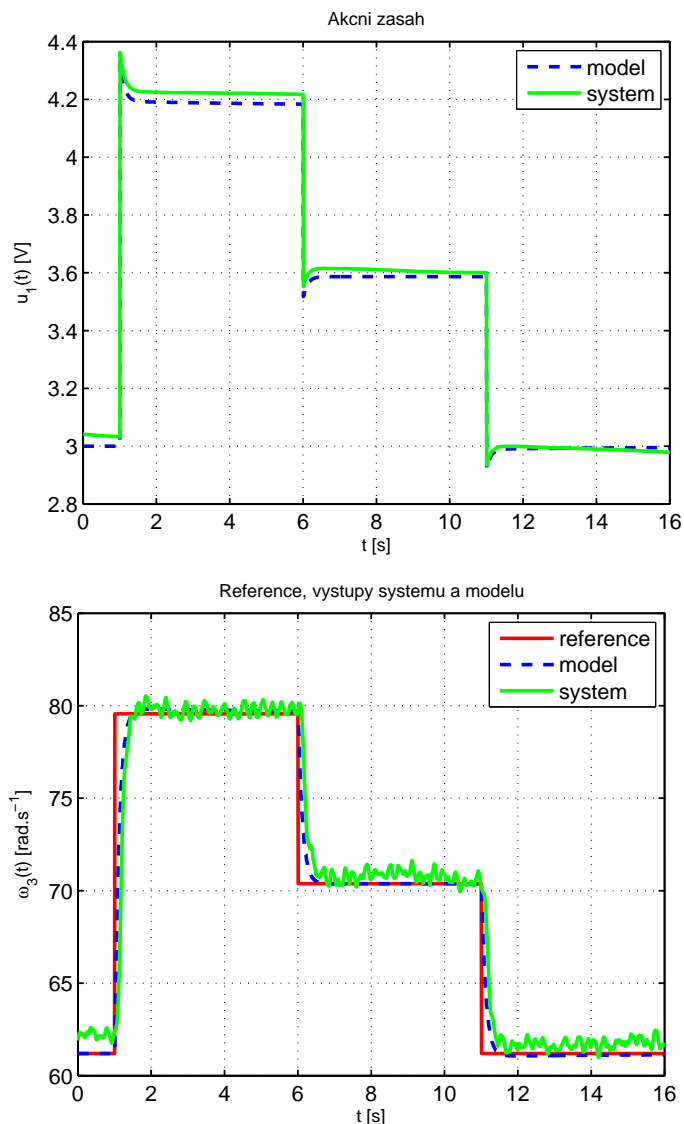 Akcni zasah
4.4
4.2
4
3.8
3.6
3.4
3.2
3
2.8
u₁(t) [V]
model
system
0 2 4 6 8 10 12 14 16
t [s]
Reference, vystupy systemu a modelu
85
80
75
70
65
60
ω₃(t) [rad.s⁻¹]
reference
model
system
0 2 4 6 8 10 12 14 16
t [s]